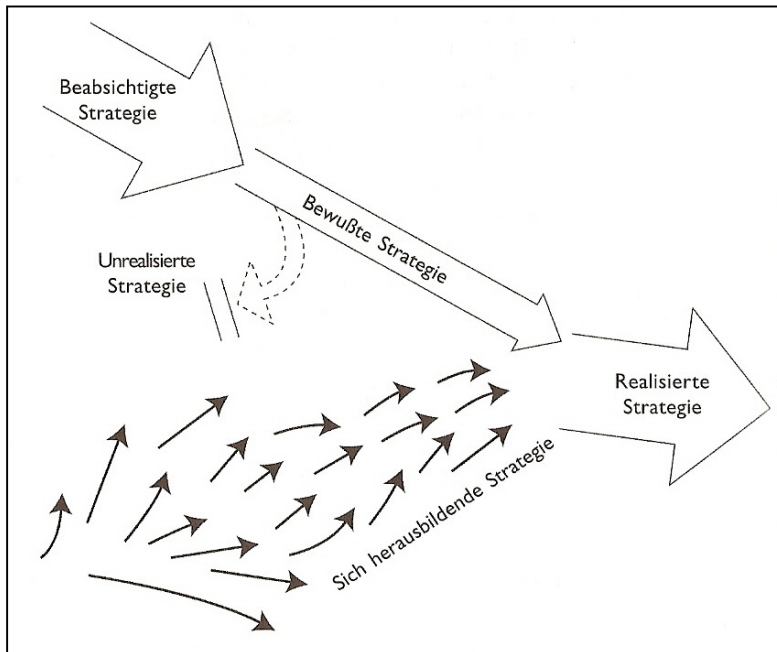 Beabsichtigte
Strategie
Bewußte Strategie
Unrealisierte
Strategie
Realisierte
Strategie
Sich herausbildende Strategie